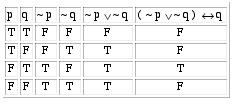 p q ~p ~q ~p ∨~q (~p ∨~q) ↔q
T T F F F F
T F F T T F
F T T F T T
F F T T T F